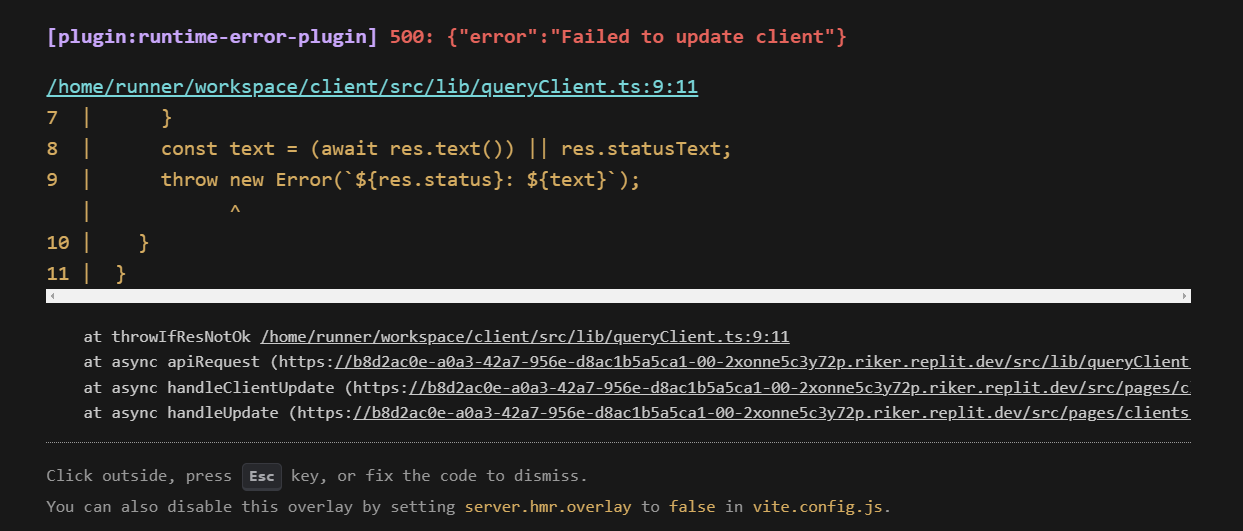 [plugin:runtime-error-plugin] 500: {"error":"Failed to update client"}
/home/runner/workspace/client/src/lib/queryClient.ts:9:11
7  |      }
8  |      const text = (await res.text()) || res.statusText;
9  |      throw new Error(`${res.status}: ${text}`);
   |            ^
10 |    }
11 |  }
at throwIfResNotOk /home/runner/workspace/client/src/lib/queryClient.ts:9:11
at async apiRequest (https://b8d2ac0e-a0a3-42a7-956e-d8ac1b5a5ca1-00-2xonne5c3y72p.riker.replit.dev/src/lib/queryClient
at async handleClientUpdate (https://b8d2ac0e-a0a3-42a7-956e-d8ac1b5a5ca1-00-2xonne5c3y72p.riker.replit.dev/src/pages/cl
at async handleUpdate (https://b8d2ac0e-a0a3-42a7-956e-d8ac1b5a5ca1-00-2xonne5c3y72p.riker.replit.dev/src/pages/clients
Click outside, press Esc key, or fix the code to dismiss.
You can also disable this overlay by setting server.hmr.overlay to false in vite.config.js.